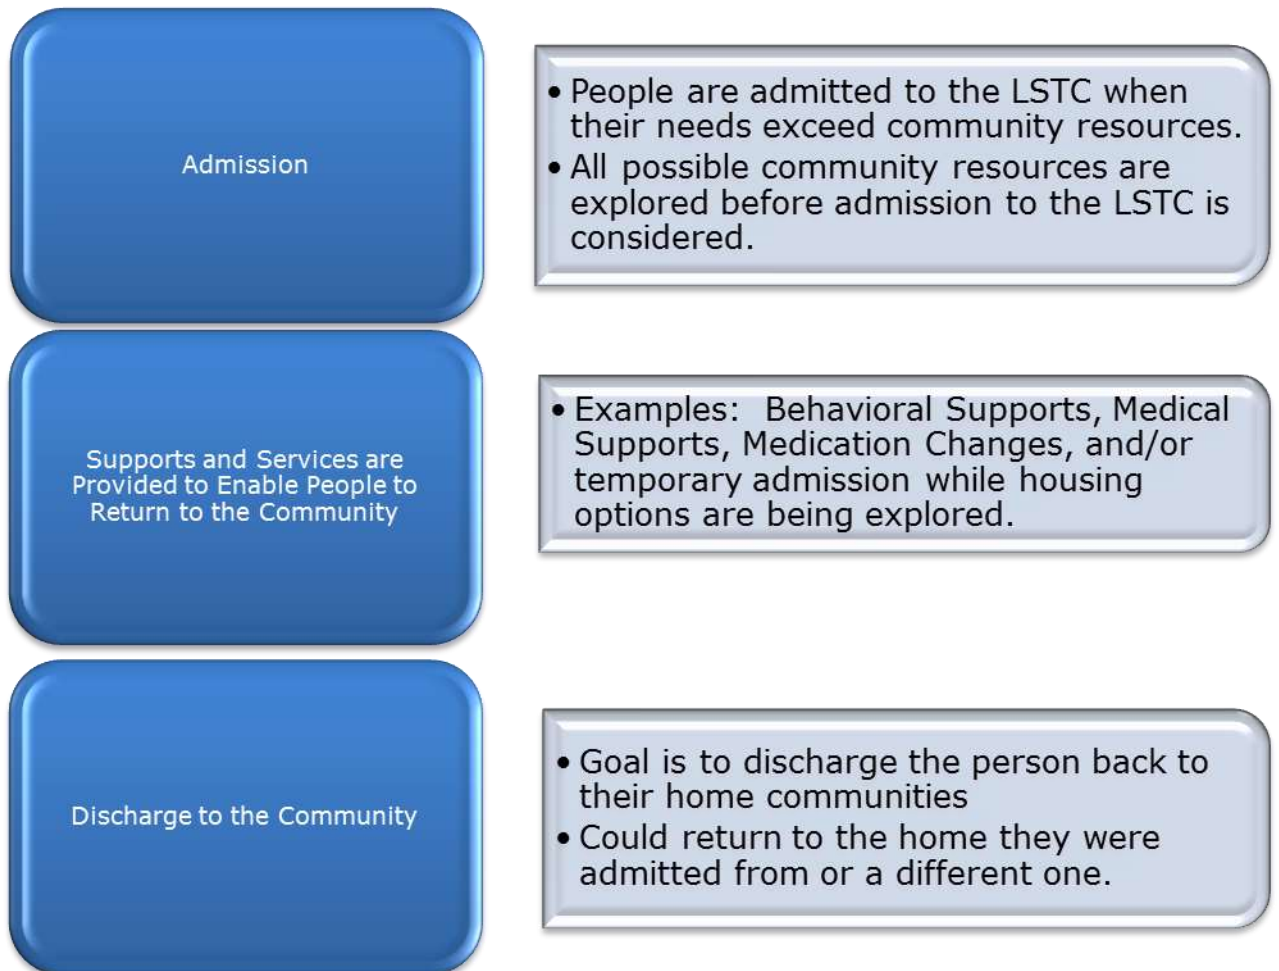 Admission
• People are admitted to the LSTC when
their needs exceed community resources.
• All possible community resources are
explored before admission to the LSTC is
considered.
Supports and Services are
Provided to Enable People to
Return to the Community
• Examples:  Behavioral Supports, Medical
Supports, Medication Changes, and/or
temporary admission while housing
options are being explored.
Discharge to the Community
• Goal is to discharge the person back to
their home communities
• Could return to the home they were
admitted from or a different one.